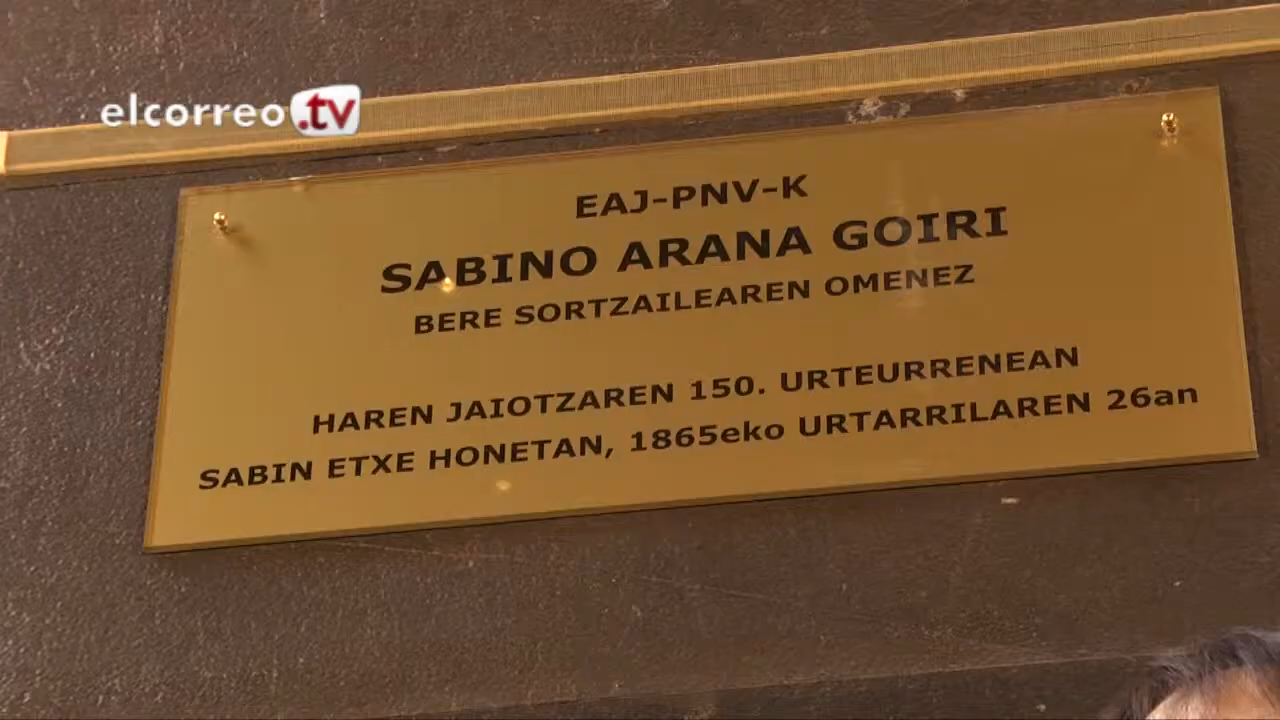 elcorreo.tv
EAJ-PNV-K
SABINO ARANA GOIRI
BERE SORTZAILEAREN OMENEZ
HAREN JAIOTZAREN 150. URTEURRENEAN
SABIN ETXE HONETAN, 1865eko URTARRILAREN 26an